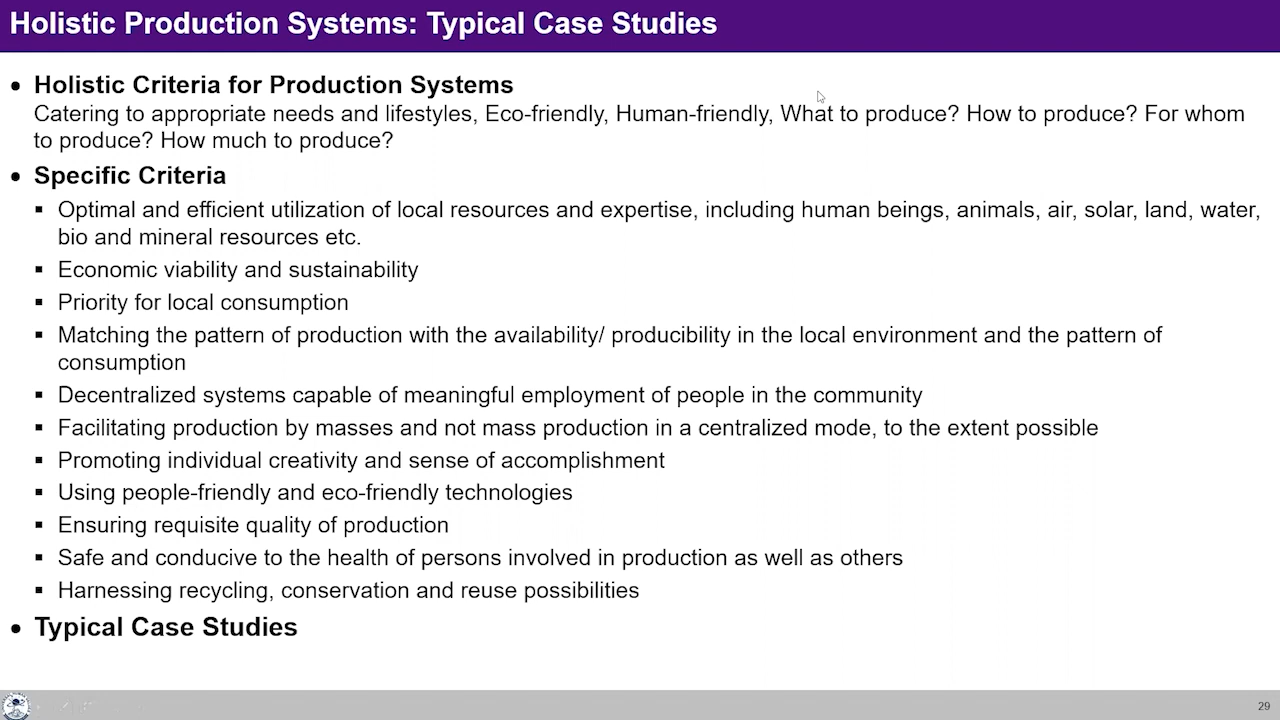 Holistic Production Systems: Typical Case Studies
• Holistic Criteria for Production Systems
Catering to appropriate needs and lifestyles, Eco-friendly, Human-friendly, What to produce? How to produce? For whom
to produce? How much to produce?
• Specific Criteria
▪ Optimal and efficient utilization of local resources and expertise, including human beings, animals, air, solar, land, water,
bio and mineral resources etc.
▪ Economic viability and sustainability
▪ Priority for local consumption
▪ Matching the pattern of production with the availability/ producibility in the local environment and the pattern of
consumption
▪ Decentralized systems capable of meaningful employment of people in the community
▪ Facilitating production by masses and not mass production in a centralized mode, to the extent possible
▪ Promoting individual creativity and sense of accomplishment
▪ Using people-friendly and eco-friendly technologies
▪ Ensuring requisite quality of production
▪ Safe and conducive to the health of persons involved in production as well as others
▪ Harnessing recycling, conservation and reuse possibilities
• Typical Case Studies
29